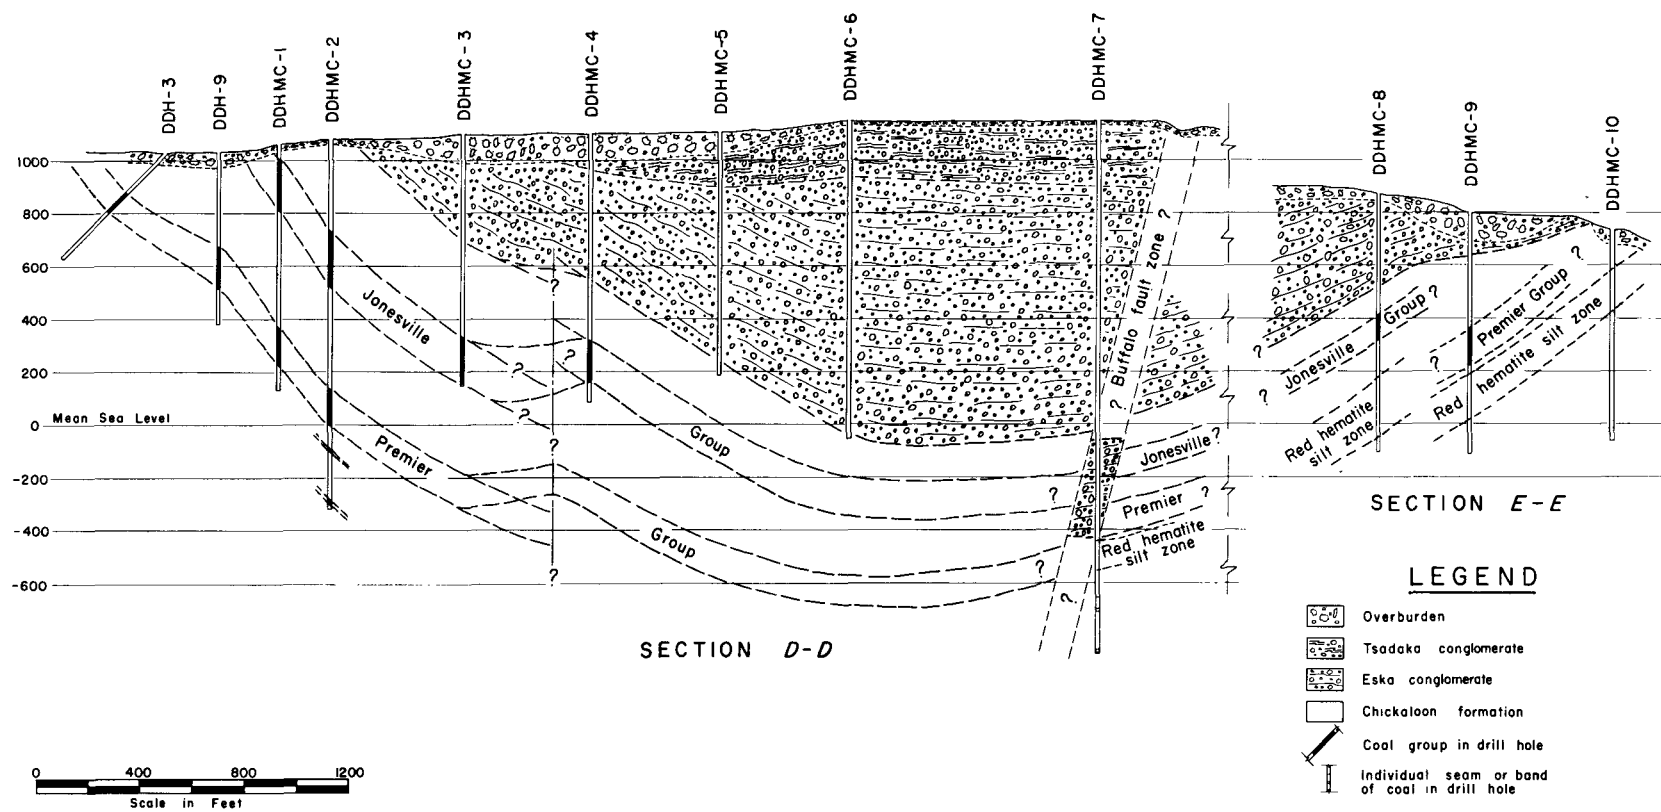 DDH-3
DDH-9
DDHMC-1
DDHMC-2
DDHMC-3
DDHMC-4
DDHMC-5
DDHMC-6
DDHMC-7
DDHMC-8
DDHMC-9
DDHMC-10
1000
800
600
400
200
Mean Sea Level
0
-200
-400
-600
Jonesville
Group
Premier
Group
?
?
?
?
?
?
?
?
Buffalo fault zone ?
?
?
?
?
Jonesville ?
Premier ?
Red hematite
silt zone
?
?
Jonesville Group ?
?
Premier Group ?
Red hematite
silt zone
Red hematite silt zone
SECTION D-D
SECTION E-E
LEGEND
Overburden
Tsadaka conglomerate
Eska conglomerate
Chickaloon formation
Coal group in drill hole
Individual seam or band
of coal in drill hole
0 400 800 1200
Scale in Feet